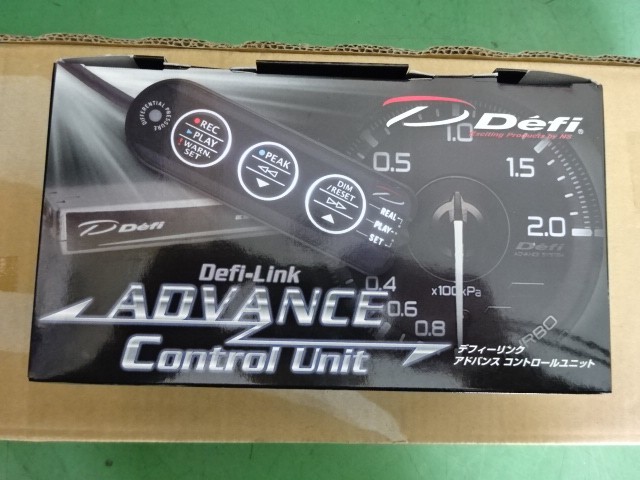 DIFFERENTIAL PRESSURE
REC
PLAY
! WARN.
SET
PEAK
DIM
/RESET
REAL
PLAY
SET
Défi®
Exciting Products by NS
0.5
1.0
1.5
2.0
Défi
Défi
0.4
0.6
0.8
x100kPa
TURBO
Defi-Link
ADVANCE
Control Unit
デフィーリンク
アドバンス コントロールユニット